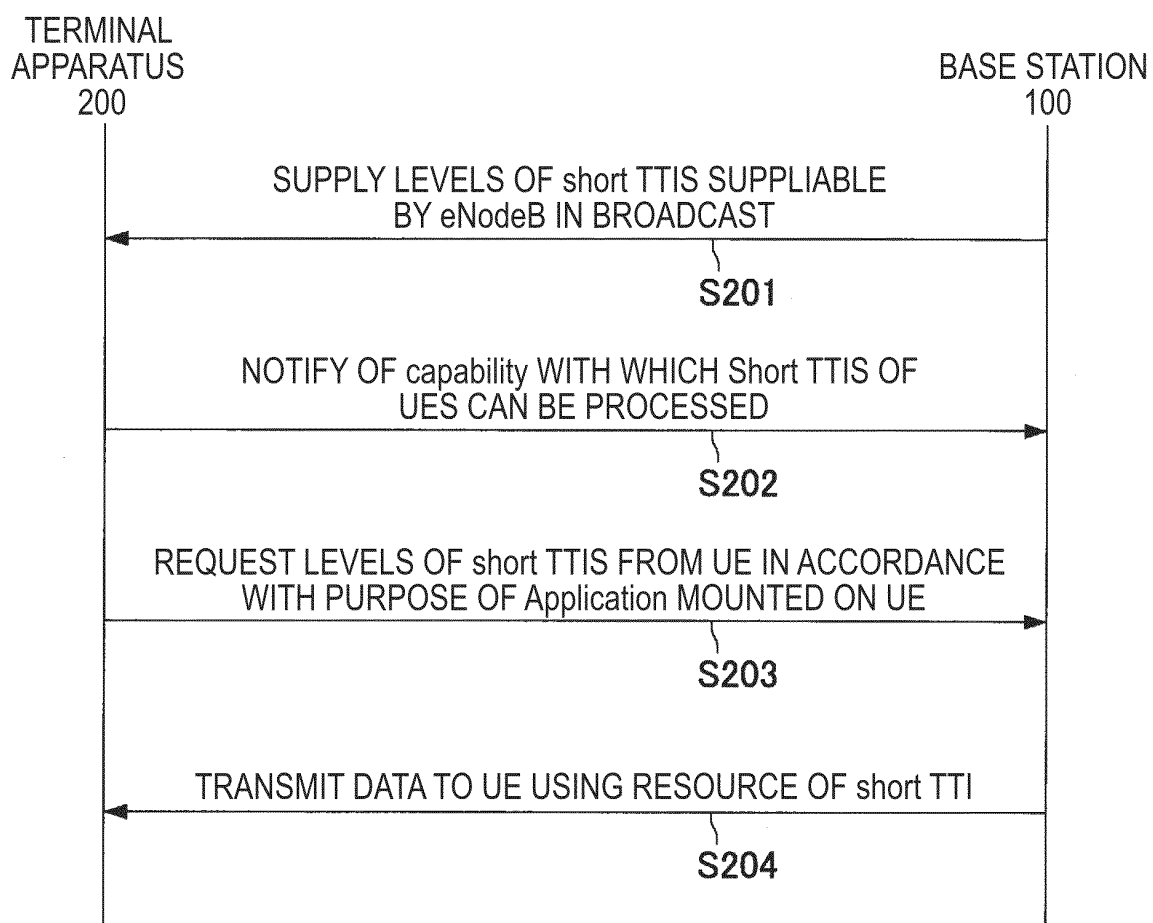 TERMINAL
APPARATUS
200
BASE STATION
100
SUPPLY LEVELS OF short TTIS SUPPLIABLE
BY eNodeB IN BROADCAST
S201
NOTIFY OF capability WITH WHICH Short TTIS OF
UES CAN BE PROCESSED
S202
REQUEST LEVELS OF short TTIS FROM UE IN ACCORDANCE
WITH PURPOSE OF Application MOUNTED ON UE
S203
TRANSMIT DATA TO UE USING RESOURCE OF short TTI
S204